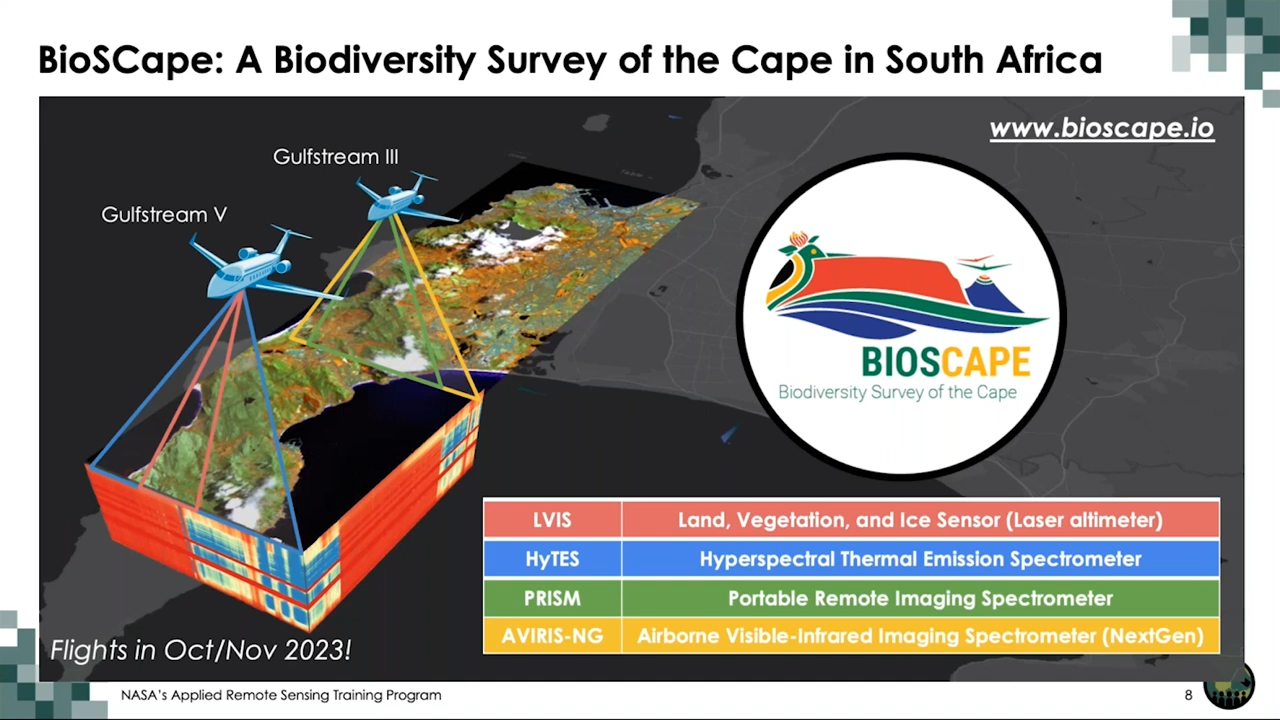 BioSCape: A Biodiversity Survey of the Cape in South Africa
www.bioscape.io
Gulfstream III
Gulfstream V
BIOSCAPE
Biodiversity Survey of the Cape
LVIS Land, Vegetation, and Ice Sensor (Laser altimeter)
HyTES Hyperspectral Thermal Emission Spectrometer
PRISM Portable Remote Imaging Spectrometer
AVIRIS-NG Airborne Visible-Infrared Imaging Spectrometer (NextGen)
Flights in Oct/Nov 2023!
NASA's Applied Remote Sensing Training Program
8